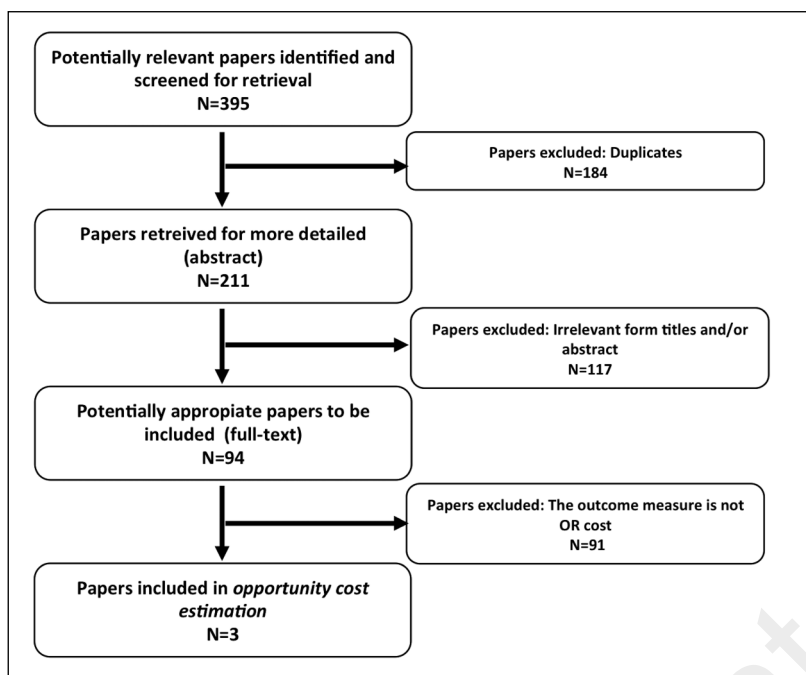 Potentially relevant papers identified and
screened for retrieval
N=395
Papers excluded: Duplicates
N=184
Papers retreived for more detailed
(abstract)
N=211
Papers excluded: Irrelevant form titles and/or
abstract
N=117
Potentially appropiate papers to be
included (full-text)
N=94
Papers excluded: The outcome measure is not
OR cost
N=91
Papers included in opportunity cost
estimation
N=3